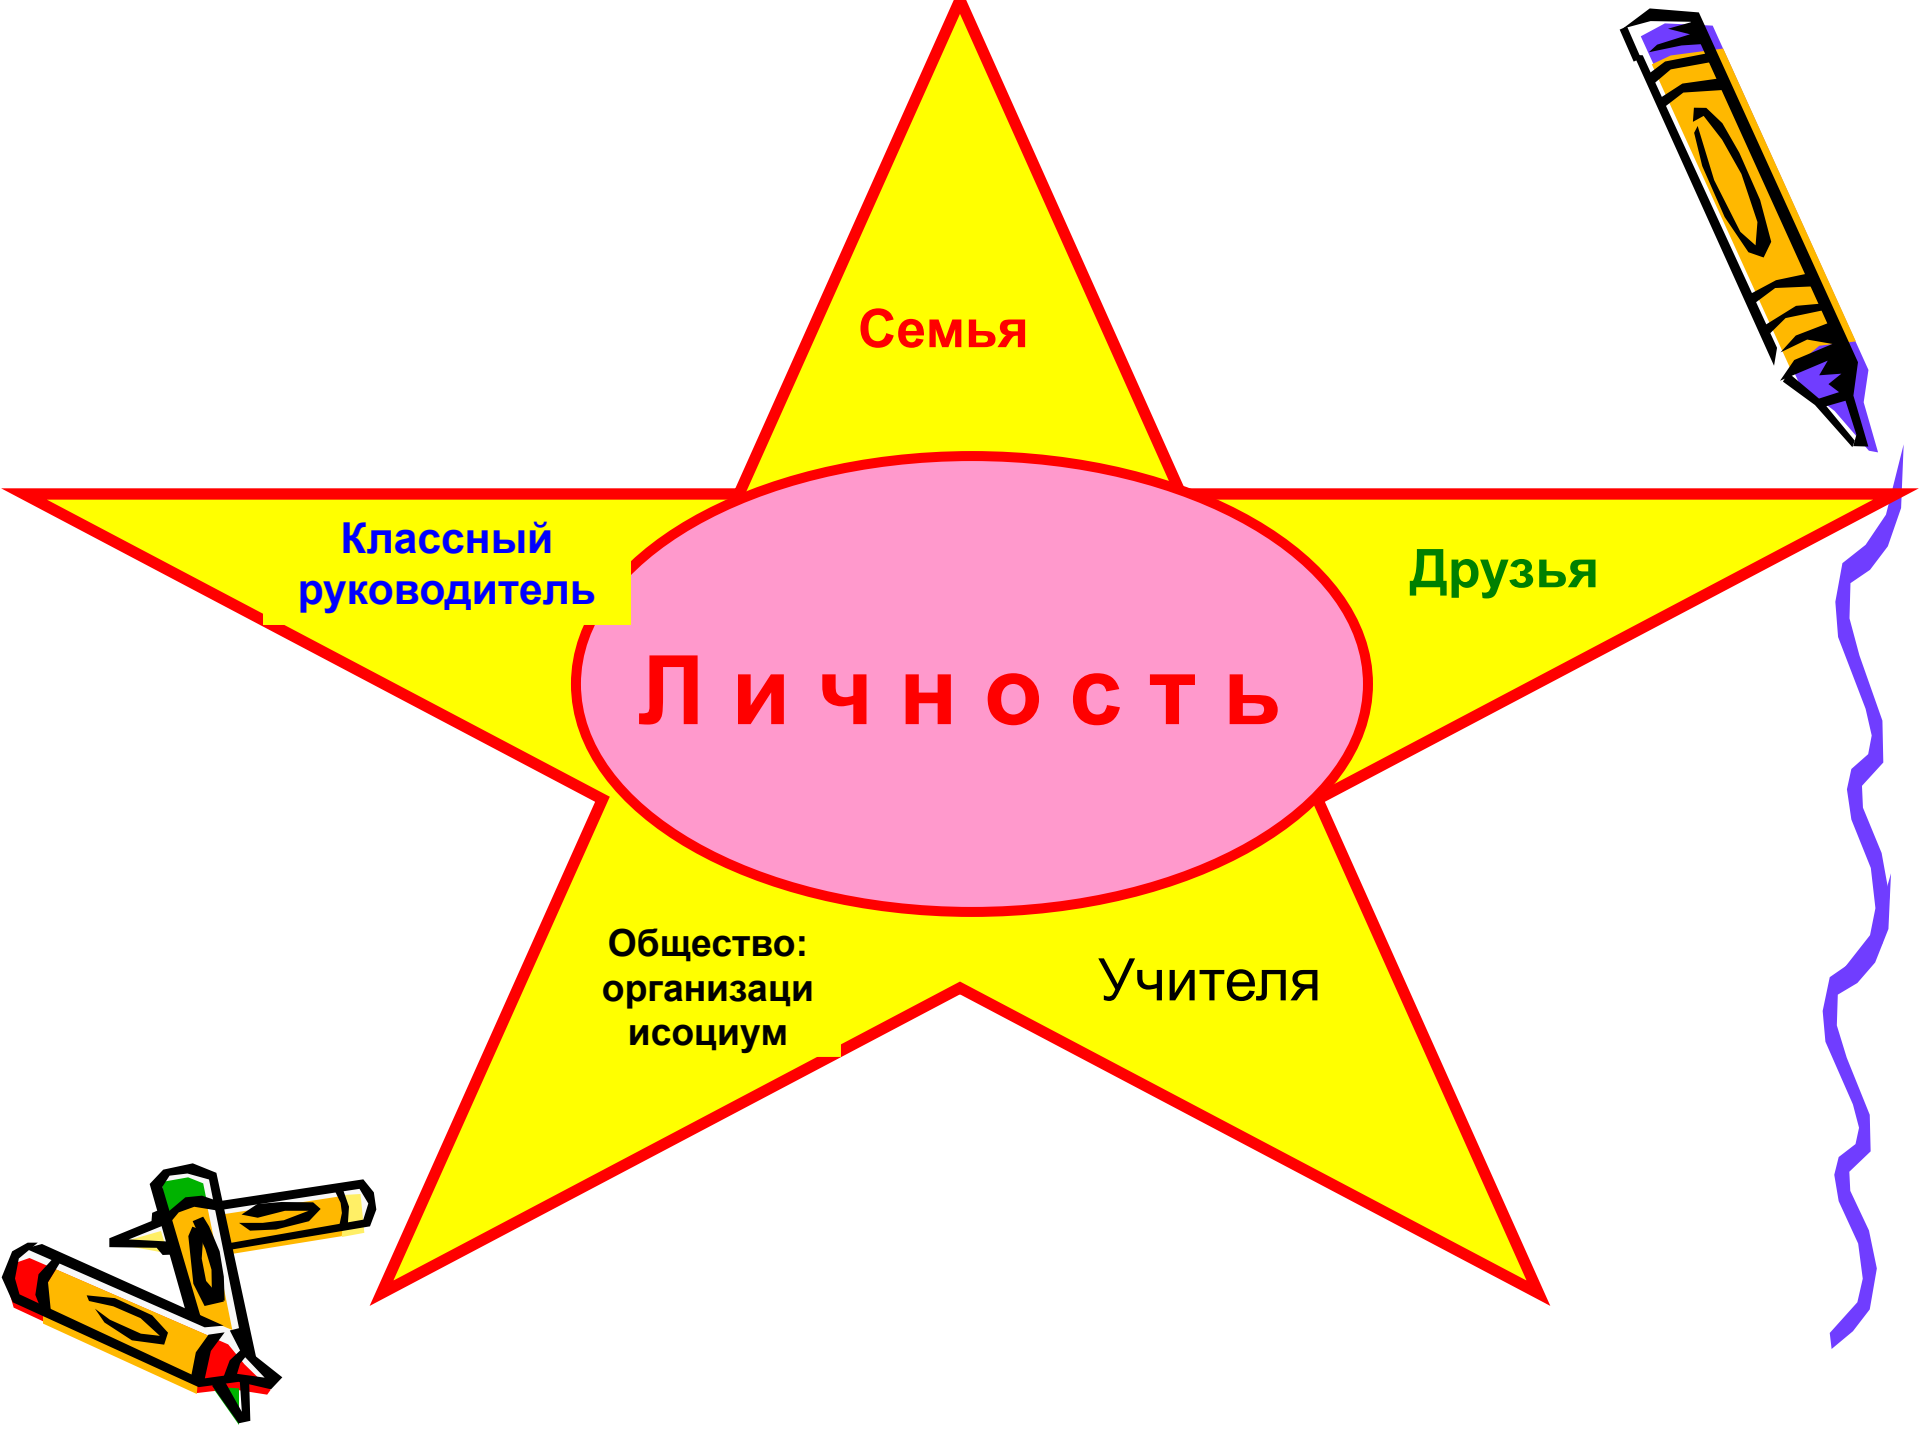 Семья
Классный
руководитель
Друзья
Л и ч н о с т ь
Общество:
организаци
исоциум
Учителя